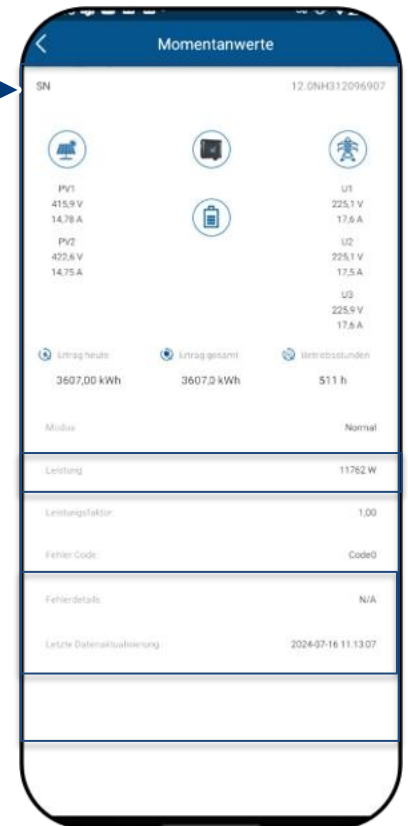 Momentanwerte
SN 12.0NH312096907
PV1
415,9 V
14,78 A
PV2
422,6 V
14,75 A
U1
225,1 V
17,6 A
U2
225,1 V
17,5 A
U3
225,9 V
17,6 A
Ertrag heute Ertrag gesamt Betriebsstunden
3607,00 kWh 3607,0 kWh 511 h
Modus Normal
Leistung 11762 W
Leistungsfaktor: 1,00
Fehler Code: Code0
Fehlerdetails: N/A
Letzte Datenaktualisierung 2024-07-16 11.13:07